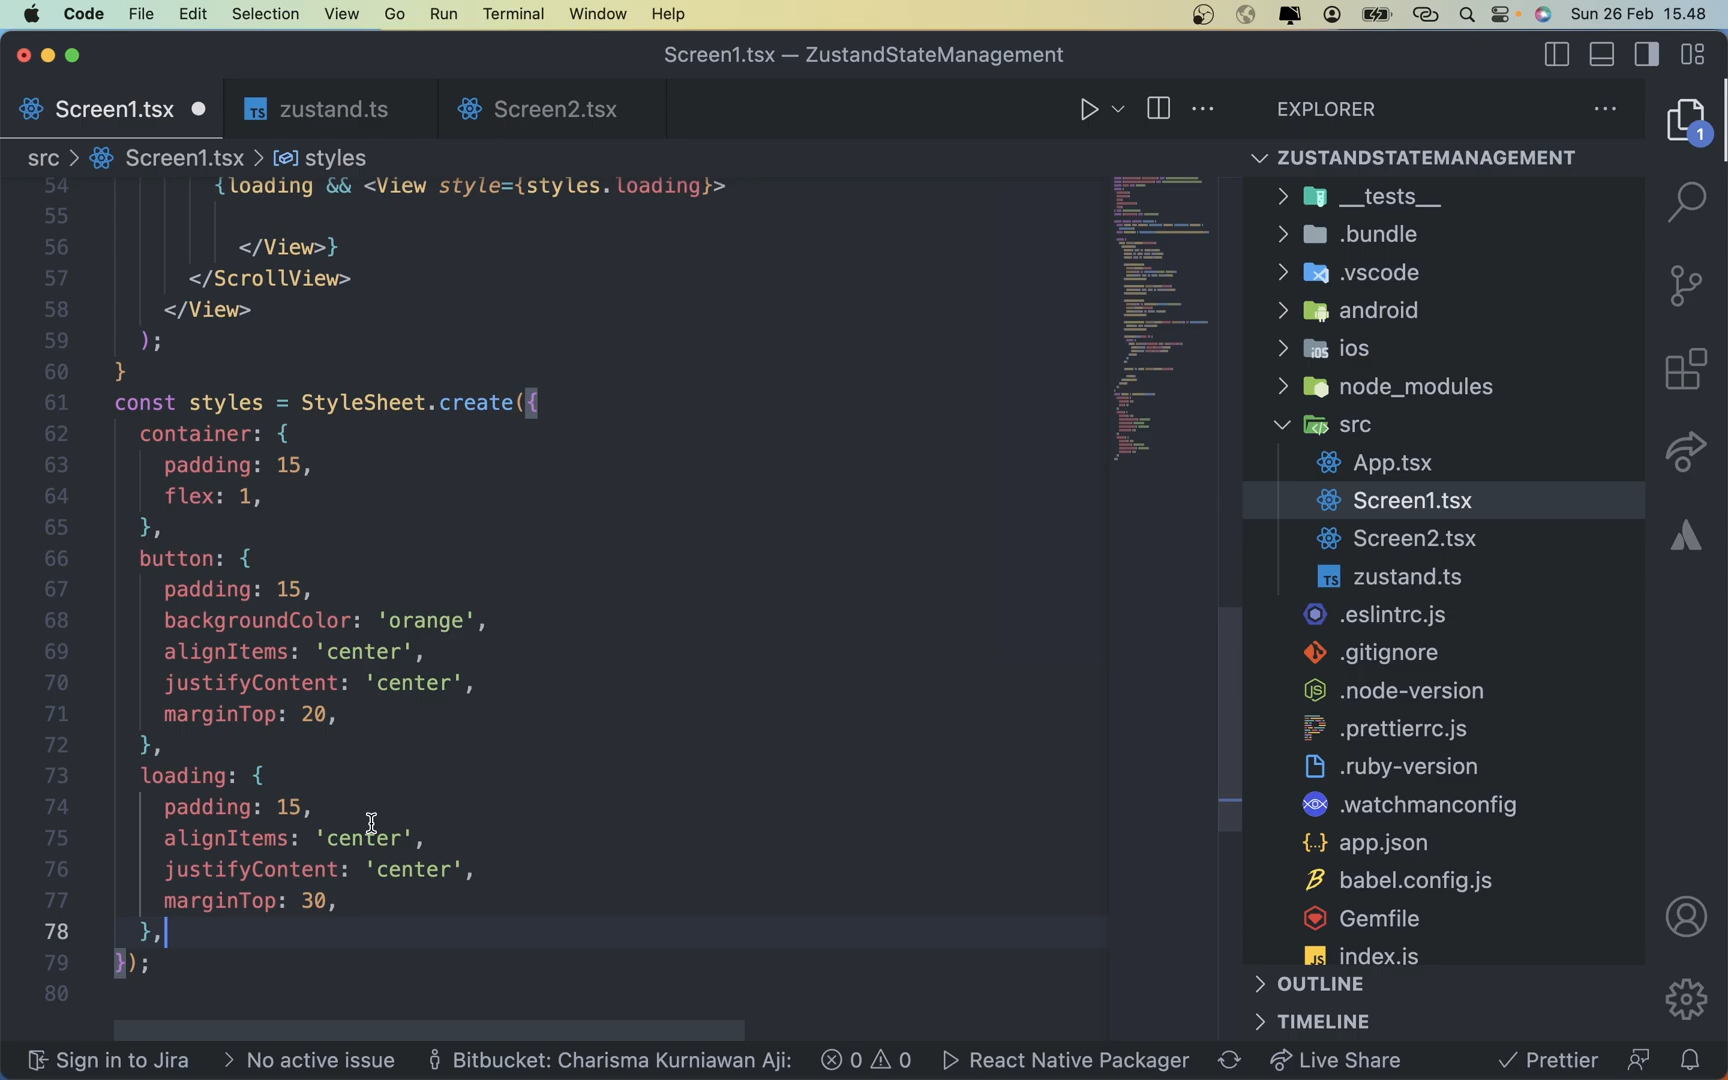 Code File Edit Selection View Go Run Terminal Window Help Sun 26 Feb 15.48
Screen1.tsx — ZustandStateManagement
Screen1.tsx TS zustand.ts Screen2.tsx
src > Screen1.tsx > styles
54 {loading && <View style={styles.loading}>
55
56 </View>}
57 </ScrollView>
58 </View>
59 );
60 }
61 const styles = StyleSheet.create({
62 container: {
63 padding: 15,
64 flex: 1,
65 },
66 button: {
67 padding: 15,
68 backgroundColor: 'orange',
69 alignItems: 'center',
70 justifyContent: 'center',
71 marginTop: 20,
72 },
73 loading: {
74 padding: 15,
75 alignItems: 'center',
76 justifyContent: 'center',
77 marginTop: 30,
78 },
79 });
80
EXPLORER
1
ZUSTANDSTATEMANAGEMENT
__tests__
.bundle
.vscode
android
iOS ios
node_modules
src
App.tsx
Screen1.tsx
Screen2.tsx
TS zustand.ts
.eslintrc.js
.gitignore
.node-version
.prettierrc.js
.ruby-version
.watchmanconfig
{..} app.json
babel.config.js
Gemfile
JS index.js
OUTLINE
TIMELINE
Sign in to Jira > No active issue Bitbucket: Charisma Kurniawan Aji: 0 0 React Native Packager Live Share Prettier